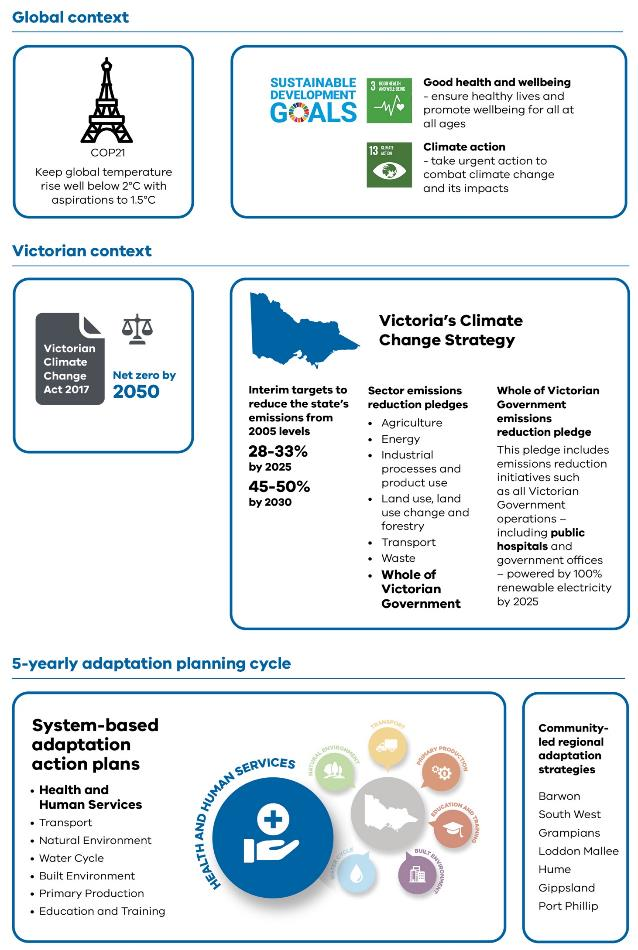 Global context
COP21
Keep global temperature
rise well below 2°C with
aspirations to 1.5°C
SUSTAINABLE
DEVELOPMENT
GOALS
3 GOOD HEALTH
AND WELL-BEING
Good health and wellbeing
- ensure healthy lives and
promote wellbeing for all at
all ages
13 CLIMATE
ACTION
Climate action
- take urgent action to
combat climate change
and its impacts
Victorian context
Victorian
Climate
Change
Act 2017
Net zero by
2050
Victoria's Climate
Change Strategy
Interim targets to
reduce the state's
emissions from
2005 levels
28-33%
by 2025
45-50%
by 2030
Sector emissions
reduction pledges
• Agriculture
• Energy
• Industrial
processes and
product use
• Land use, land
use change and
forestry
• Transport
• Waste
• Whole of
Victorian
Government
Whole of Victorian
Government
emissions
reduction pledge
This pledge includes
emissions reduction
initiatives such
as all Victorian
Government
operations –
including public
hospitals and
government offices
– powered by 100%
renewable electricity
by 2025
5-yearly adaptation planning cycle
System-based
adaptation
action plans
• Health and
Human Services
• Transport
• Natural Environment
• Water Cycle
• Built Environment
• Primary Production
• Education and Training
HEALTH AND HUMAN SERVICES
NATURAL ENVIRONMENT
TRANSPORT
PRIMARY PRODUCTION
EDUCATION AND TRAINING
BUILT ENVIRONMENT
WATER CYCLE
Community-
led regional
adaptation
strategies
Barwon
South West
Grampians
Loddon Mallee
Hume
Gippsland
Port Phillip